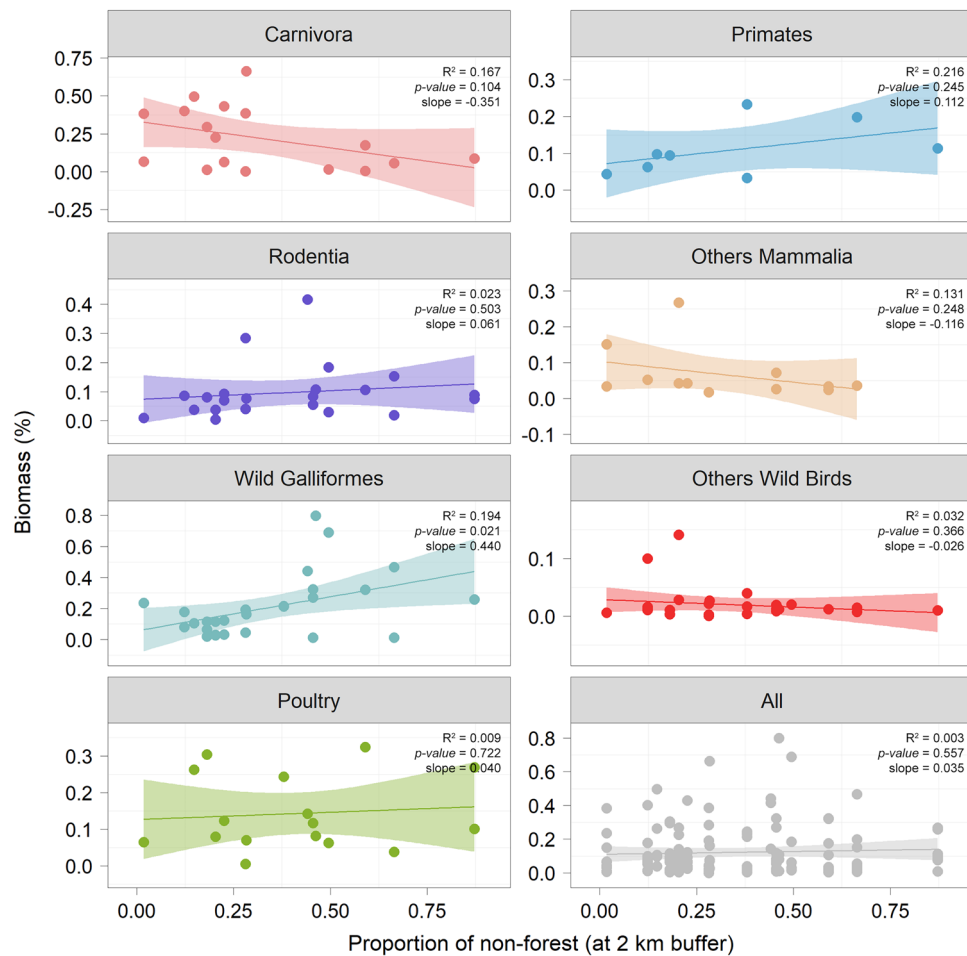 Carnivora
R² = 0.167
p-value = 0.104
slope = -0.351
0.75
0.50
0.25
0.00
-0.25
Primates
R² = 0.216
p-value = 0.245
slope = 0.112
0.3
0.2
0.1
0.0
Rodentia
R² = 0.023
p-value = 0.503
slope = 0.061
0.4
0.3
0.2
0.1
0.0
Others Mammalia
R² = 0.131
p-value = 0.248
slope = -0.116
0.3
0.2
0.1
0.0
-0.1
Biomass (%)
Wild Galliformes
R² = 0.194
p-value = 0.021
slope = 0.440
0.8
0.6
0.4
0.2
0.0
Others Wild Birds
R² = 0.032
p-value = 0.366
slope = -0.026
0.1
0.0
Poultry
R² = 0.009
p-value = 0.722
slope = 0.040
0.3
0.2
0.1
0.0
0.00 0.25 0.50 0.75
All
R² = 0.003
p-value = 0.557
slope = 0.035
0.8
0.6
0.4
0.2
0.0
0.00 0.25 0.50 0.75
Proportion of non-forest (at 2 km buffer)